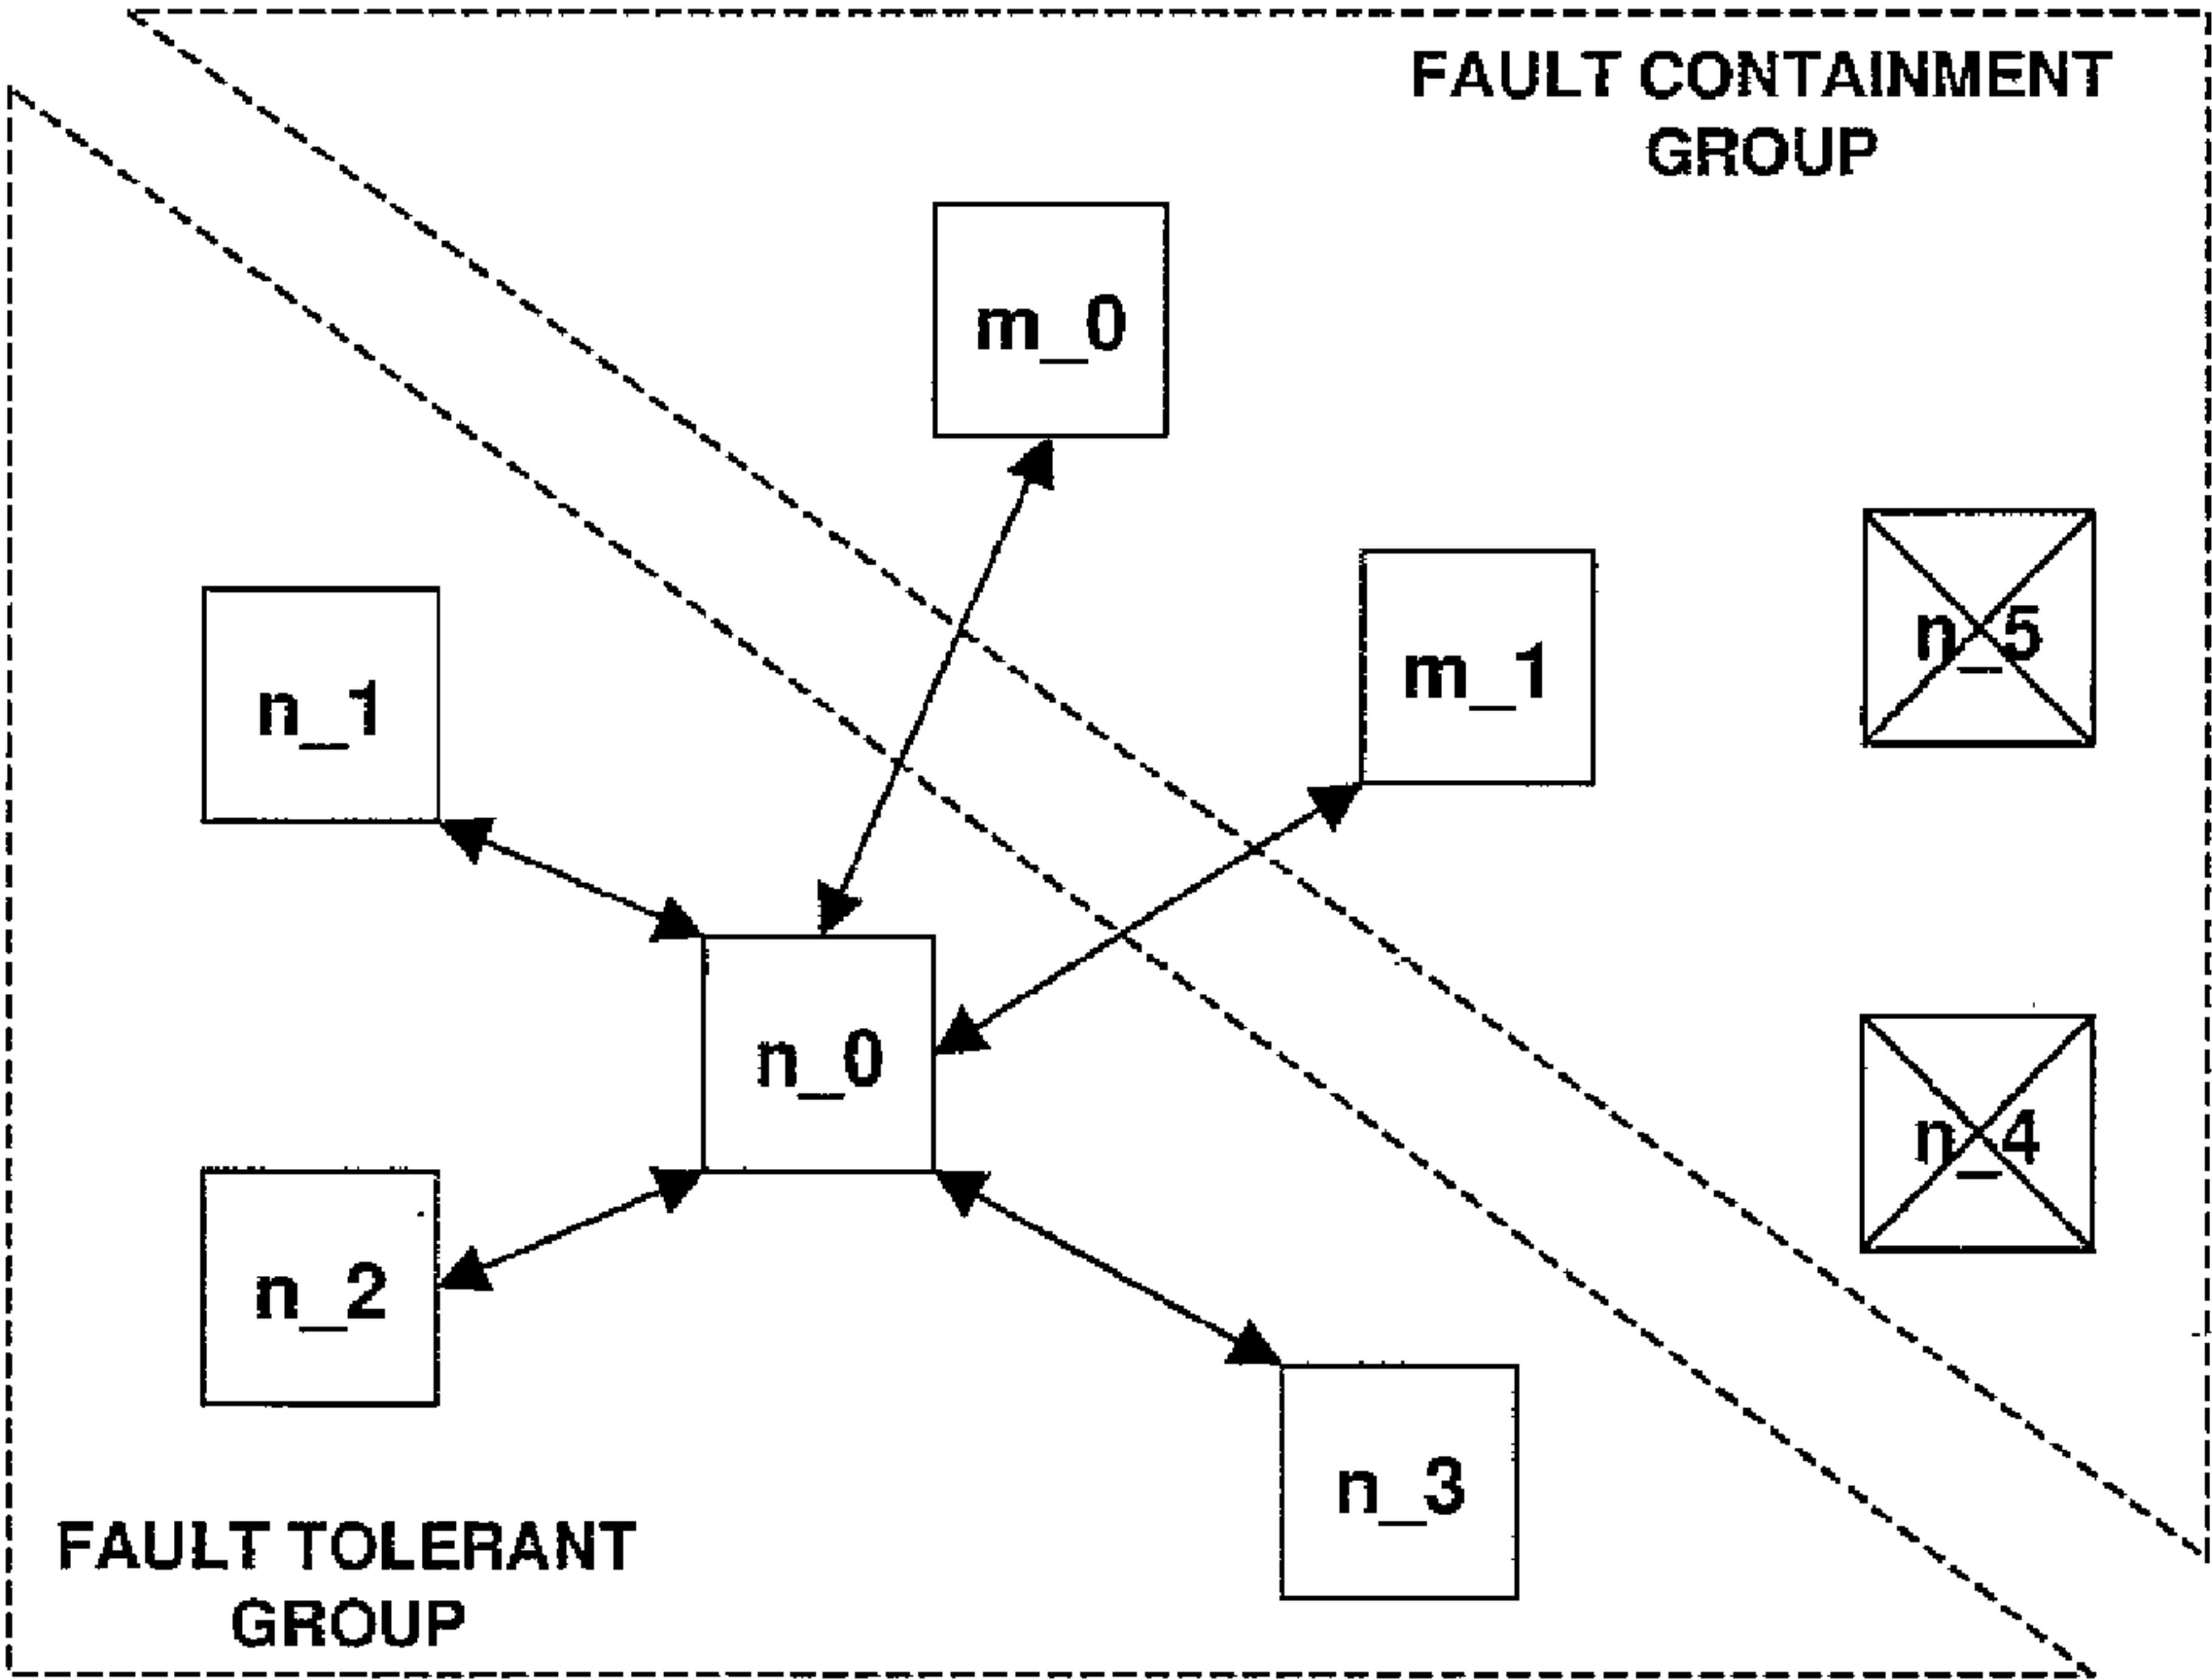 FAULT CONTAINMENT
GROUP
m_0
n_5
m_1
n_1
n_0
n_4
n_2
n_3
FAULT TOLERANT
GROUP